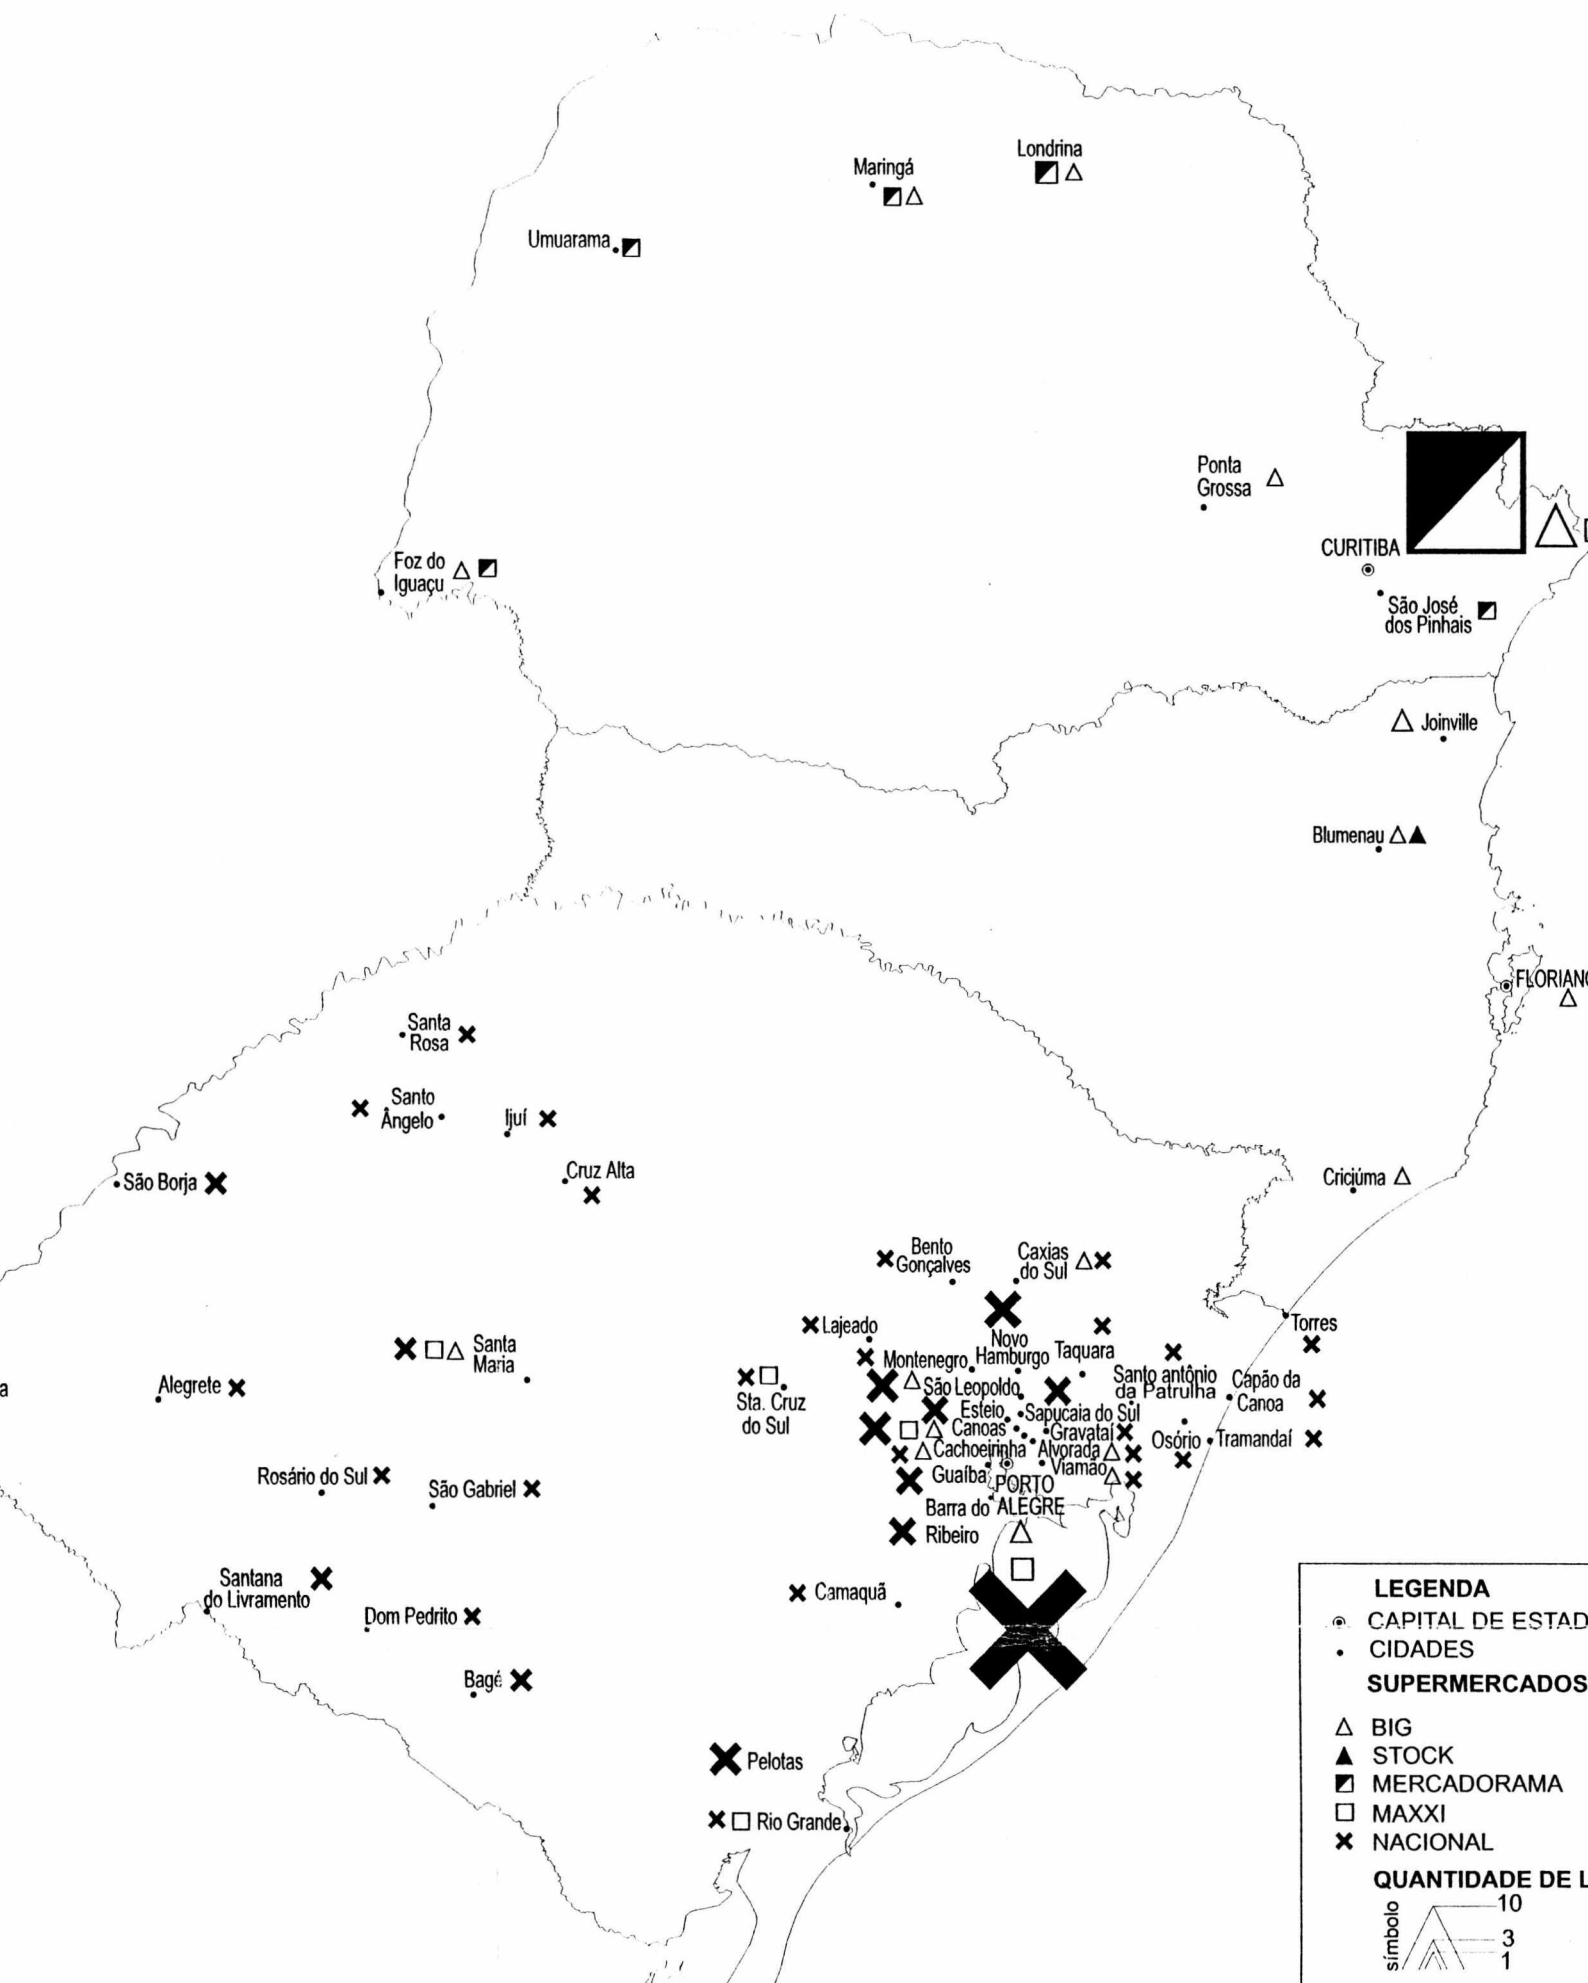 Londrina
Maringá
Umuarama
Ponta
Grossa
CURITIBA
Foz do
Iguaçu
São José
dos Pinhais
Joinville
Blumenau
FLORIANO
Santa
Rosa
Santo
Ângelo
Ijuí
São Borja
Cruz Alta
Criciúma
Bento
Gonçalves
Caxias
do Sul
Lajeado
Torres
Novo
Hamburgo
Taquara
Montenegro
Santa
Maria
Alegrete
a
Sta. Cruz
do Sul
São Leopoldo
Santo antônio
da Patrulha
Capão da
Canoa
Esteio
Sapucaia do Sul
Canoas
Gravataí
Osório
Tramandaí
Cachoeirinha
Alvorada
Guaíba
Viamão
PORTO
ALEGRE
Barra do
Ribeiro
Rosário do Sul
São Gabriel
Santana
do Livramento
Dom Pedrito
Camaquã
Bagé
Pelotas
Rio Grande
LEGENDA
CAPITAL DE ESTAD
CIDADES
SUPERMERCADOS
BIG
STOCK
MERCADORAMA
MAXXI
NACIONAL
QUANTIDADE DE L
símbolo
10
3
1